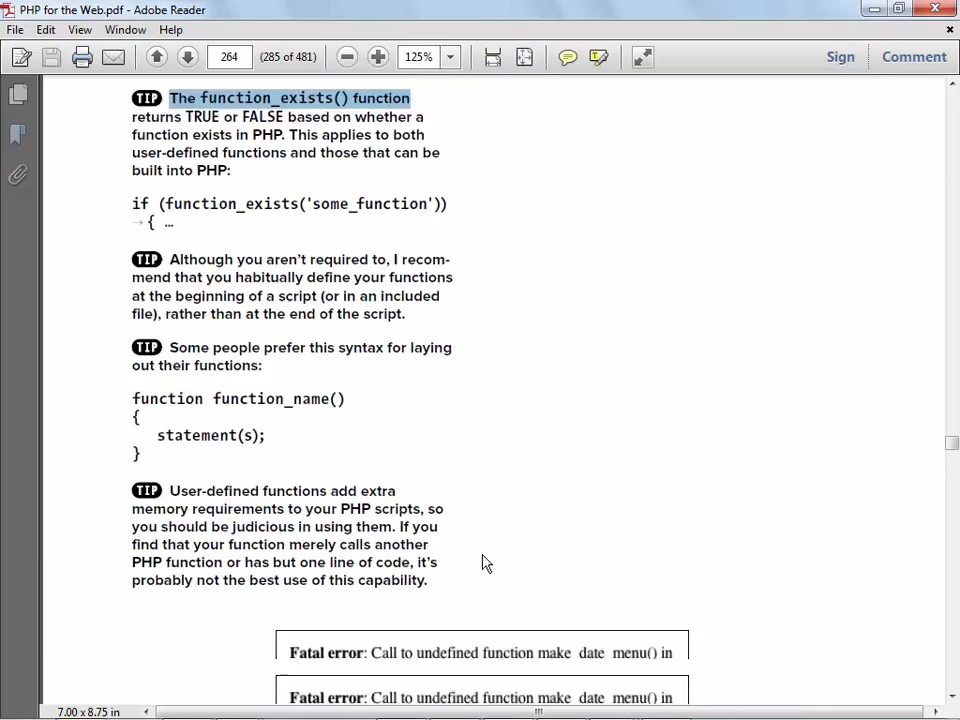 PHP for the Web.pdf - Adobe Reader
File Edit View Window Help
264 (285 of 481) 125% Sign Comment
TIP The function_exists() function
returns TRUE or FALSE based on whether a
function exists in PHP. This applies to both
user-defined functions and those that can be
built into PHP:
if (function_exists('some_function'))
→ { …
TIP Although you aren't required to, I recom-
mend that you habitually define your functions
at the beginning of a script (or in an included
file), rather than at the end of the script.
TIP Some people prefer this syntax for laying
out their functions:
function function_name()
{
statement(s);
}
TIP User-defined functions add extra
memory requirements to your PHP scripts, so
you should be judicious in using them. If you
find that your function merely calls another
PHP function or has but one line of code, it's
probably not the best use of this capability.
Fatal error: Call to undefined function make_date_menu() in
Fatal error: Call to undefined function make_date_menu() in
7.00 x 8.75 in